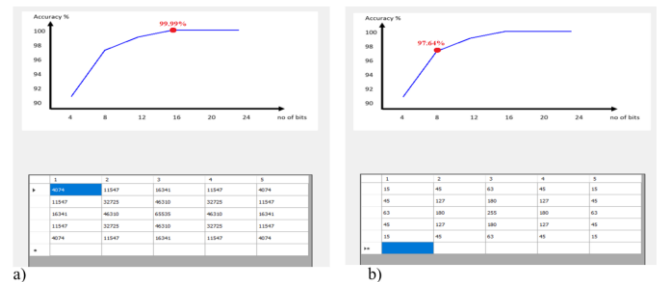 Accuracy %
99.99%
100
98
96
94
92
90
4 8 12 16 20 24 no of bits
1 2 3 4 5
4074 11547 16341 11547 4074
11547 32725 46310 32725 11547
16341 46310 65535 46310 16341
11547 32725 46310 32725 11547
4074 11547 16341 11547 4074
a)
Accuracy %
97.64%
100
98
96
94
92
90
4 8 12 16 20 24 no of bits
1 2 3 4 5
15 45 63 45 15
45 127 180 127 45
63 180 255 180 63
45 127 180 127 45
15 45 63 45 15
b)